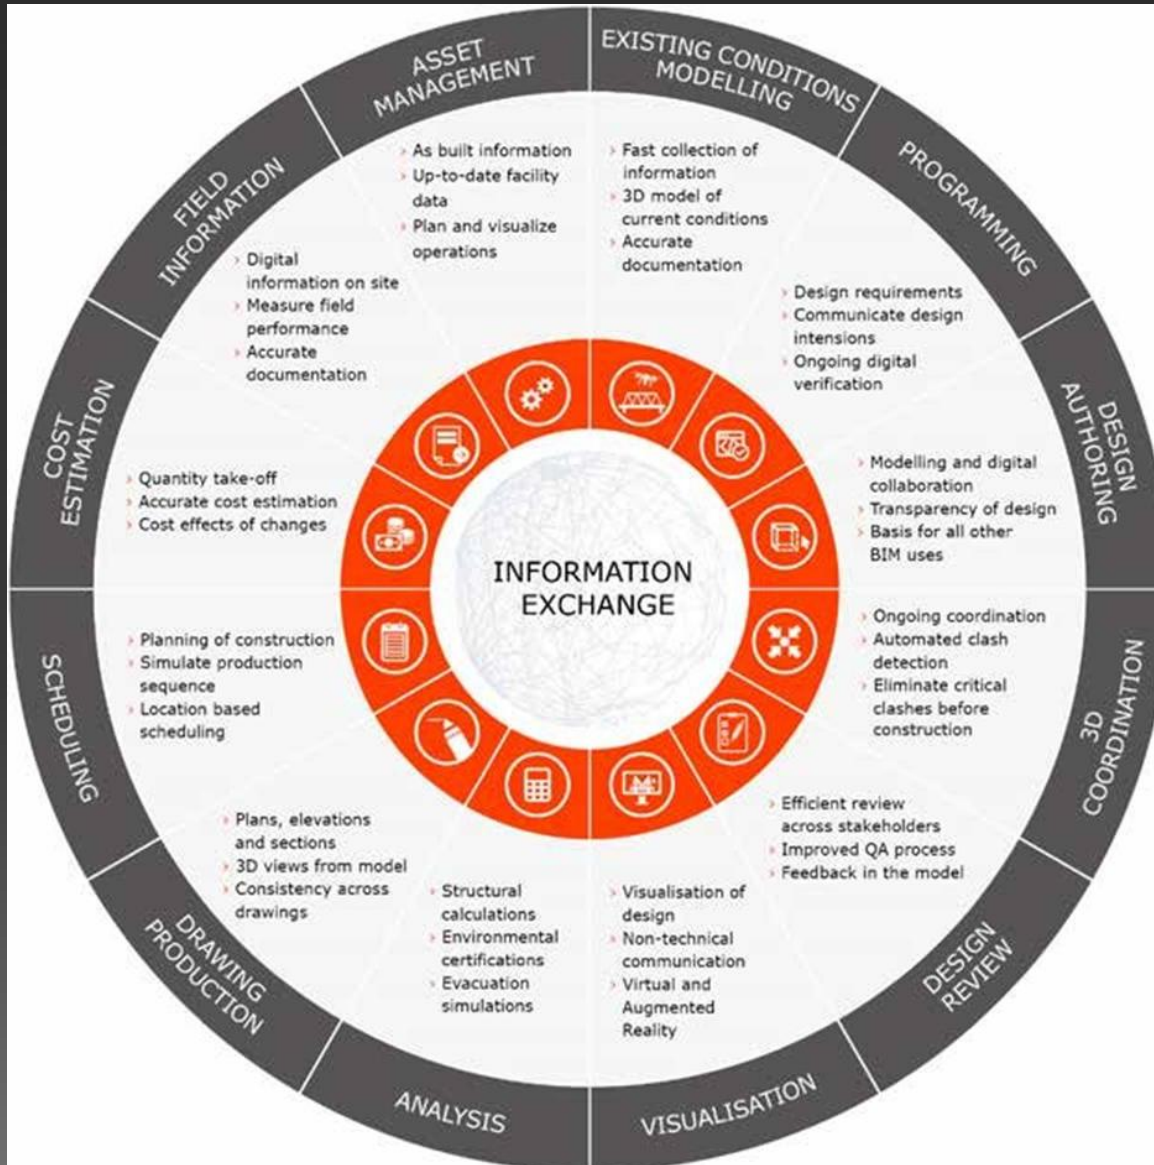 INFORMATION
EXCHANGE
EXISTING CONDITIONS
MODELLING
Fast collection of
information
3D model of
current conditions
Accurate
documentation
PROGRAMMING
Design requirements
Communicate design
intensions
Ongoing digital
verification
DESIGN
AUTHORING
Modelling and digital
collaboration
Transparency of design
Basis for all other
BIM uses
3D
COORDINATION
Ongoing coordination
Automated clash
detection
Eliminate critical
clashes before
construction
DESIGN
REVIEW
Efficient review
across stakeholders
Improved QA process
Feedback in the model
VISUALISATION
Visualisation of
design
Non-technical
communication
Virtual and
Augmented
Reality
ANALYSIS
Structural
calculations
Environmental
certifications
Evacuation
simulations
DRAWING
PRODUCTION
Plans, elevations
and sections
3D views from model
Consistency across
drawings
SCHEDULING
Planning of construction
Simulate production
sequence
Location based
scheduling
COST
ESTIMATION
Quantity take-off
Accurate cost estimation
Cost effects of changes
FIELD
INFORMATION
Digital
information on site
Measure field
performance
Accurate
documentation
ASSET
MANAGEMENT
As built information
Up-to-date facility
data
Plan and visualize
operations